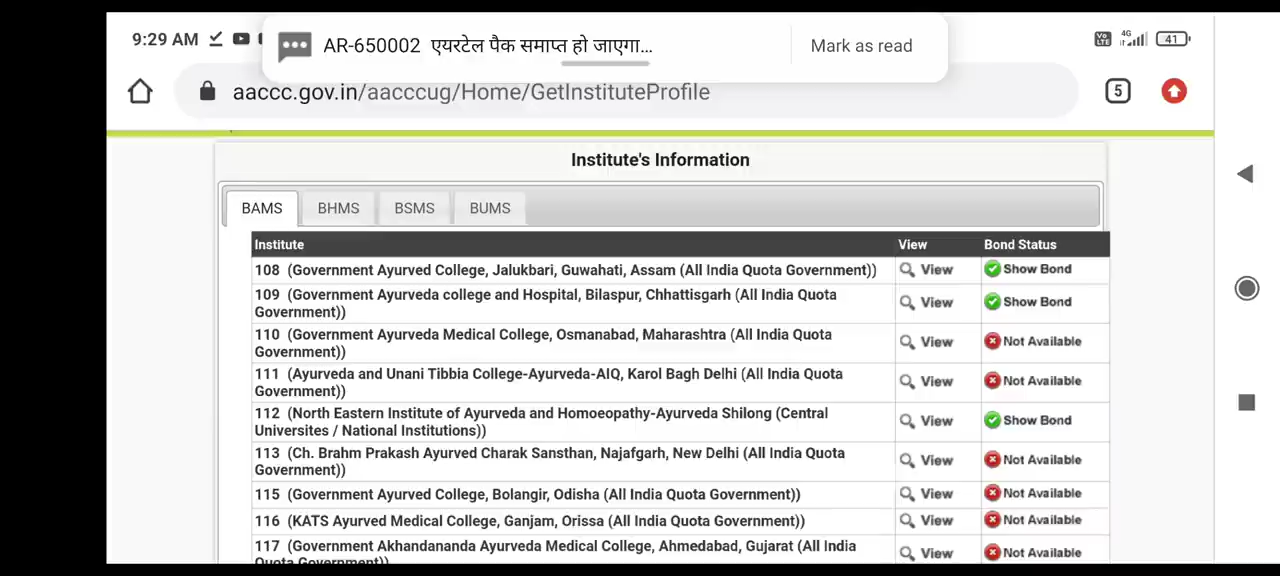 9:29 AM
AR-650002 एयरटेल पैक समाप्त हो जाएगा...
Mark as read
Vo LTE
4G
41
aaccc.gov.in/aacccug/Home/GetInstituteProfile
5
Institute's Information
BAMS BHMS BSMS BUMS
Institute View Bond Status
108 (Government Ayurved College, Jalukbari, Guwahati, Assam (All India Quota Government)) View Show Bond
109 (Government Ayurveda college and Hospital, Bilaspur, Chhattisgarh (All India Quota
Government)) View Show Bond
110 (Government Ayurveda Medical College, Osmanabad, Maharashtra (All India Quota
Government)) View Not Available
111 (Ayurveda and Unani Tibbia College-Ayurveda-AIQ, Karol Bagh Delhi (All India Quota
Government)) View Not Available
112 (North Eastern Institute of Ayurveda and Homoeopathy-Ayurveda Shilong (Central
Universites / National Institutions)) View Show Bond
113 (Ch. Brahm Prakash Ayurved Charak Sansthan, Najafgarh, New Delhi (All India Quota
Government)) View Not Available
115 (Government Ayurved College, Bolangir, Odisha (All India Quota Government)) View Not Available
116 (KATS Ayurved Medical College, Ganjam, Orissa (All India Quota Government)) View Not Available
117 (Government Akhandananda Ayurveda Medical College, Ahmedabad, Gujarat (All India
Quota Government)) View Not Available